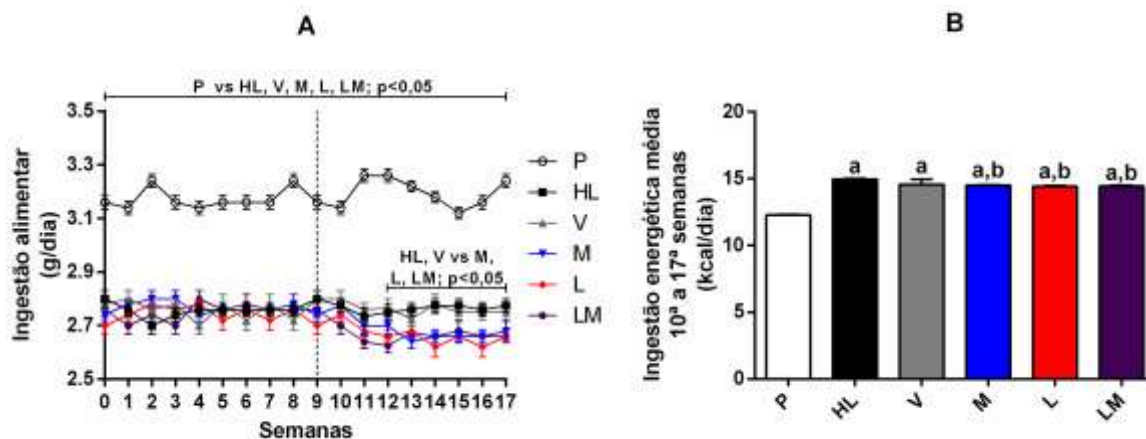 A
P vs HL, V, M, L, LM; p<0,05
Ingestão alimentar
(g/dia)
3.5
3.3
3.1
2.9
2.7
2.5
HL, V vs M,
L, LM; p<0,05
0 1 2 3 4 5 6 7 8 9 10 11 12 13 14 15 16 17
Semanas
P
HL
V
M
L
LM
B
Ingestão energética média
10ª a 17ª semanas
(kcal/dia)
20
15
10
5
0
a a a,b a,b a,b
P HL V M L LM